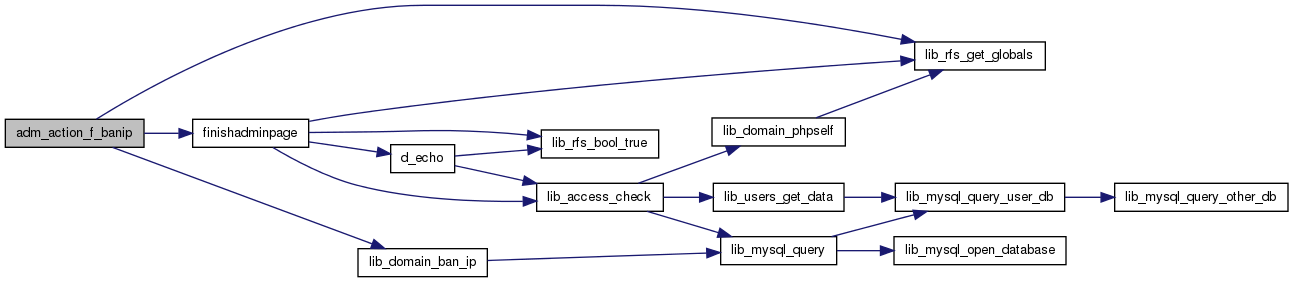 adm_action_f_banip
finishadminpage
cl_echo
lib_domain_ban_ip
lib_rfs_bool_true
lib_access_check
lib_domain_phpself
lib_users_get_data
lib_mysql_query
lib_rfs_get_globals
lib_mysql_query_user_db
lib_mysql_open_database
lib_mysql_query_other_db